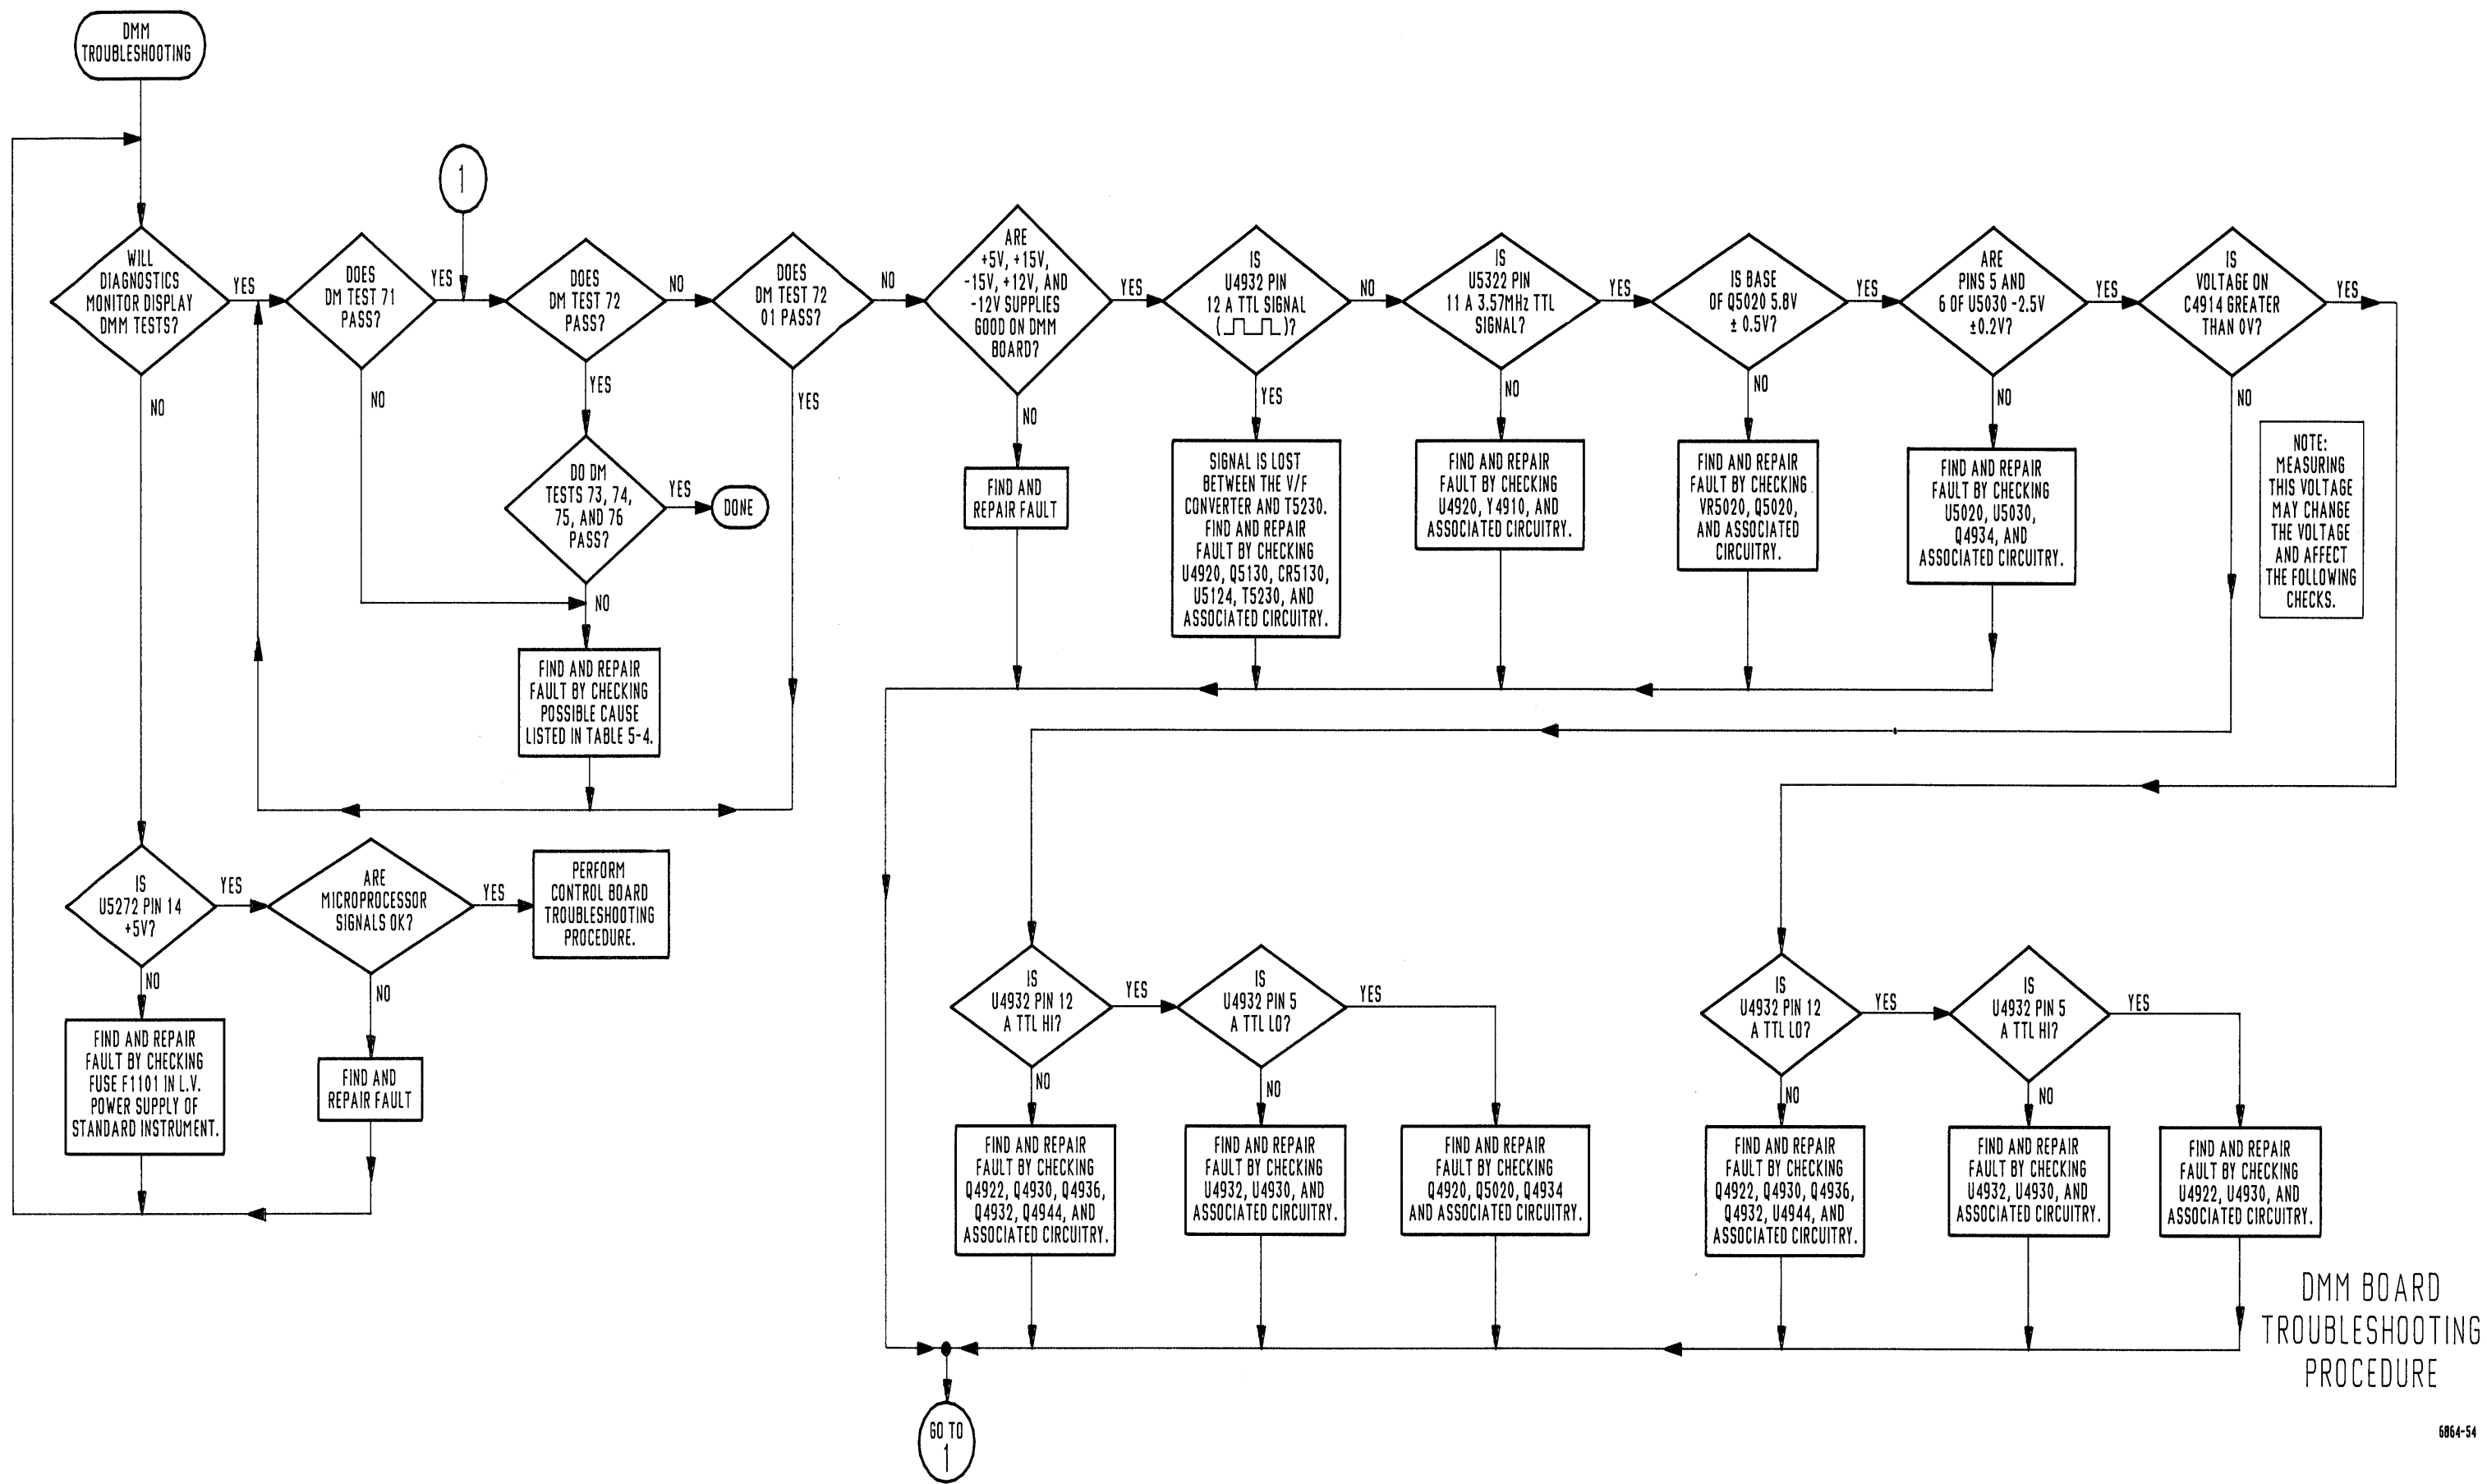 DMM
TROUBLESHOOTING
1
WILL
DIAGNOSTICS
MONITOR DISPLAY
DMM TESTS?
YES
NO
DOES
DM TEST 71
PASS?
YES
NO
DOES
DM TEST 72
PASS?
NO
YES
DOES
DM TEST 72
01 PASS?
NO
YES
ARE
+5V, +15V,
-15V, +12V, AND
-12V SUPPLIES
GOOD ON DMM
BOARD?
YES
NO
IS
U4932 PIN
12 A TTL SIGNAL
( )?
NO
YES
IS
U5322 PIN
11 A 3.57MHz TTL
SIGNAL?
YES
NO
IS BASE
OF Q5020 5.8V
± 0.5V?
YES
NO
ARE
PINS 5 AND
6 OF U5030 -2.5V
±0.2V?
YES
NO
IS
VOLTAGE ON
C4914 GREATER
THAN 0V?
YES
NO
DO DM
TESTS 73, 74,
75, AND 76
PASS?
YES
DONE
NO
FIND AND REPAIR
FAULT BY CHECKING
POSSIBLE CAUSE
LISTED IN TABLE 5-4.
FIND AND
REPAIR FAULT
SIGNAL IS LOST
BETWEEN THE V/F
CONVERTER AND T5230.
FIND AND REPAIR
FAULT BY CHECKING
U4920, Q5130, CR5130,
U5124, T5230, AND
ASSOCIATED CIRCUITRY.
FIND AND REPAIR
FAULT BY CHECKING
U4920, Y4910, AND
ASSOCIATED CIRCUITRY.
FIND AND REPAIR
FAULT BY CHECKING
VR5020, Q5020,
AND ASSOCIATED
CIRCUITRY.
FIND AND REPAIR
FAULT BY CHECKING
U5020, U5030,
Q4934, AND
ASSOCIATED CIRCUITRY.
NOTE:
MEASURING
THIS VOLTAGE
MAY CHANGE
THE VOLTAGE
AND AFFECT
THE FOLLOWING
CHECKS.
IS
U5272 PIN 14
+5V?
YES
NO
ARE
MICROPROCESSOR
SIGNALS OK?
YES
NO
PERFORM
CONTROL BOARD
TROUBLESHOOTING
PROCEDURE.
FIND AND REPAIR
FAULT BY CHECKING
FUSE F1101 IN L.V.
POWER SUPPLY OF
STANDARD INSTRUMENT.
FIND AND
REPAIR FAULT
IS
U4932 PIN 12
A TTL HI?
YES
NO
IS
U4932 PIN 5
A TTL LO?
YES
NO
IS
U4932 PIN 12
A TTL LO?
YES
NO
IS
U4932 PIN 5
A TTL HI?
YES
NO
FIND AND REPAIR
FAULT BY CHECKING
Q4922, Q4930, Q4936,
Q4932, Q4944, AND
ASSOCIATED CIRCUITRY.
FIND AND REPAIR
FAULT BY CHECKING
U4932, U4930, AND
ASSOCIATED CIRCUITRY.
FIND AND REPAIR
FAULT BY CHECKING
Q4920, Q5020, Q4934
AND ASSOCIATED CIRCUITRY.
FIND AND REPAIR
FAULT BY CHECKING
Q4922, Q4930, Q4936,
Q4932, U4944, AND
ASSOCIATED CIRCUITRY.
FIND AND REPAIR
FAULT BY CHECKING
U4932, U4930, AND
ASSOCIATED CIRCUITRY.
FIND AND REPAIR
FAULT BY CHECKING
U4922, U4930, AND
ASSOCIATED CIRCUITRY.
GO TO
1
DMM BOARD
TROUBLESHOOTING
PROCEDURE
6864-54